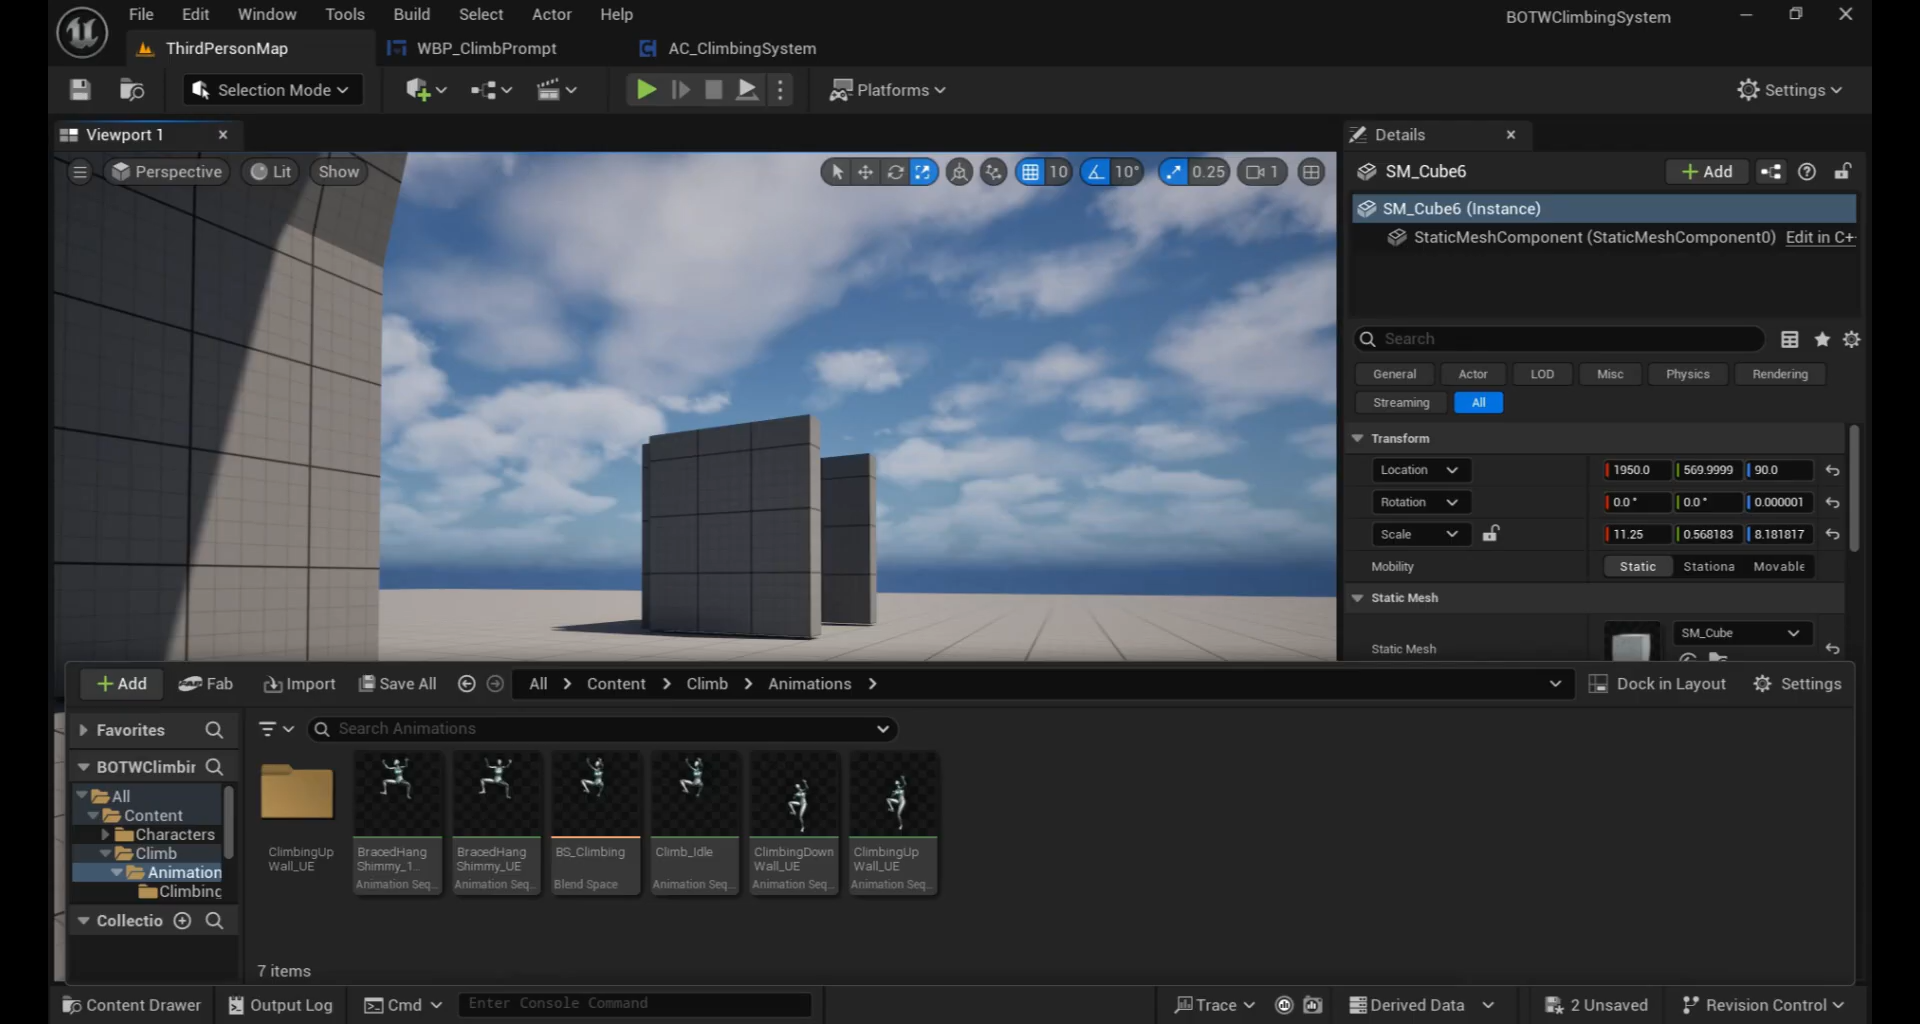 File Edit Window Tools Build Select Actor Help
BOTWClimbingSystem
ThirdPersonMap
WBP_ClimbPrompt
AC_ClimbingSystem
Selection Mode
Platforms
Settings
Viewport 1
Details
Perspective
Lit
Show
10
10°
0.25
1
SM_Cube6
Add
SM_Cube6 (Instance)
StaticMeshComponent (StaticMeshComponent0)
Edit in C+
Search
General
Actor
LOD
Misc
Physics
Rendering
Streaming
All
Transform
Location
1950.0
569.9999
90.0
Rotation
0.0°
0.0°
0.000001
Scale
11.25
0.568183
8.181817
Mobility
Static
Stationa
Movable
Static Mesh
Static Mesh
SM_Cube
Add
Fab
Import
Save All
All > Content > Climb > Animations >
Dock in Layout
Settings
Favorites
Search Animations
BOTWClimbir
All
Content
Characters
Climb
Animation
Climbing
Collectio
ClimbingUp
Wall_UE
BracedHang
Shimmy_1...
Animation Seq...
BracedHang
Shimmy_UE
Animation Seq...
BS_Climbing
Blend Space
Climb_Idle
Animation Seq...
ClimbingDown
Wall_UE
Animation Seq...
ClimbingUp
Wall_UE
Animation Seq...
7 items
Content Drawer
Output Log
Cmd
Enter Console Command
Trace
Derived Data
2 Unsaved
Revision Control